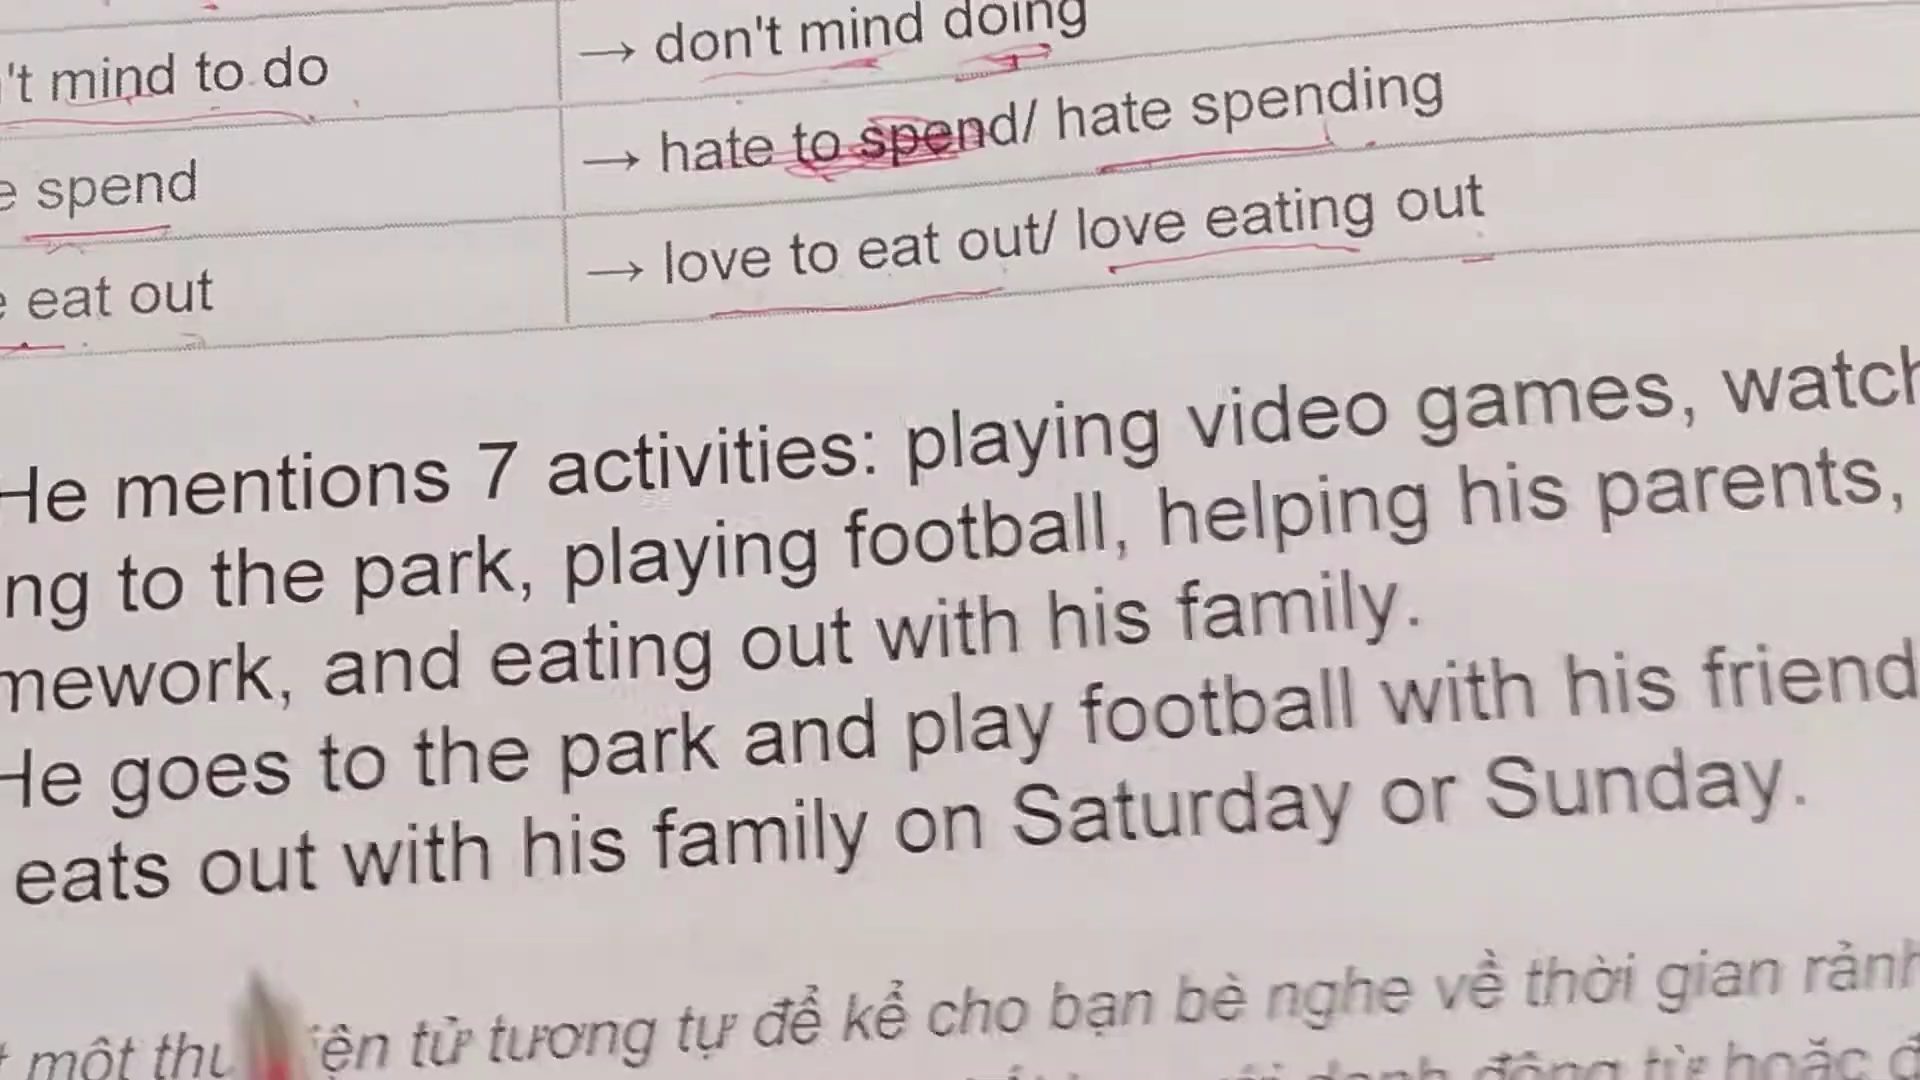 't mind to do → don't mind doing
spend → hate to spend/ hate spending
eat out → love to eat out/ love eating out
He mentions 7 activities: playing video games, watch
ng to the park, playing football, helping his parents,
mework, and eating out with his family.
He goes to the park and play football with his friend
eats out with his family on Saturday or Sunday.
một tử tương tự để kể cho bạn bè nghe về thời gian rảnh
danh động từ hoặc